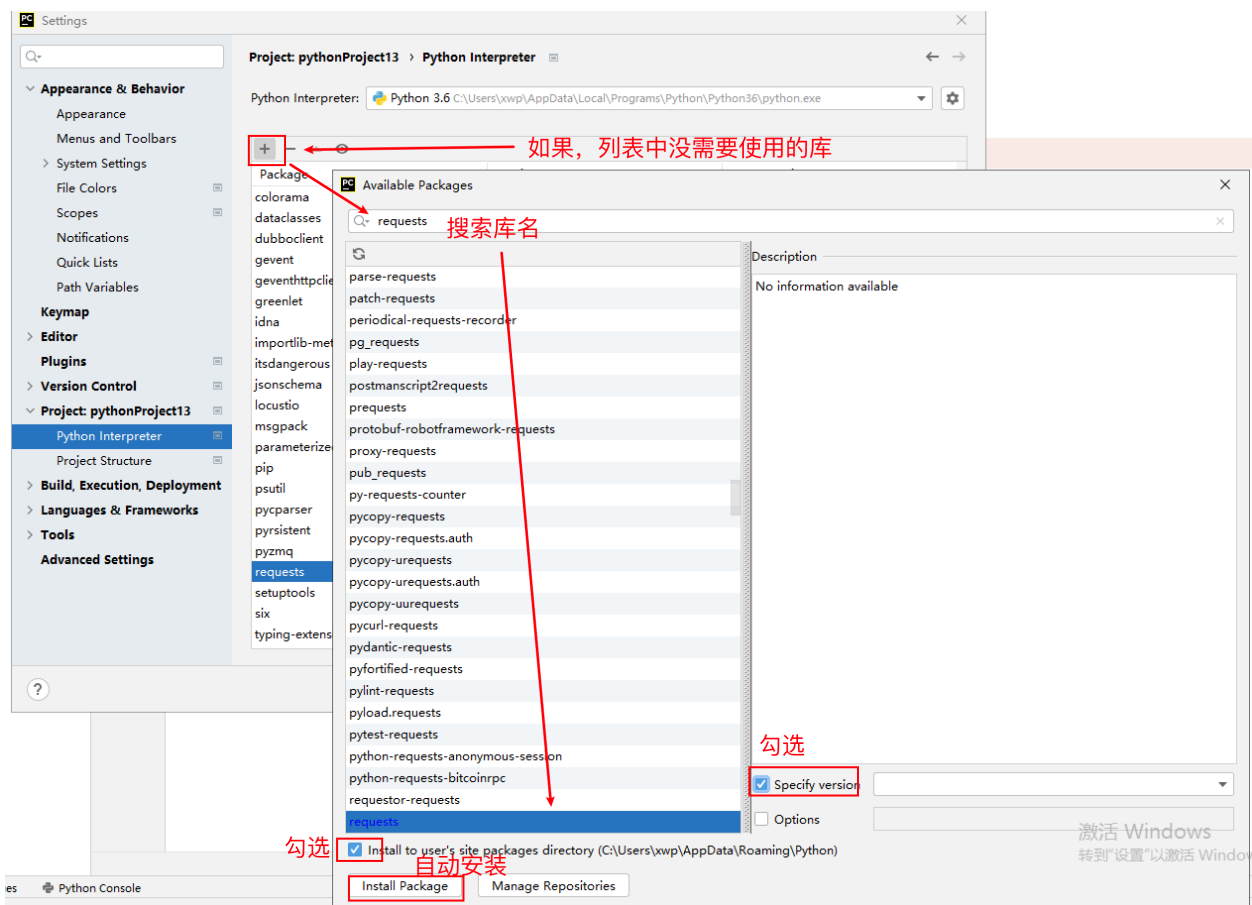 Settings
Project: pythonProject13 › Python Interpreter
Appearance & Behavior
Python Interpreter: Python 3.6 C:\Users\xwp\AppData\Local\Programs\Python\Python36\python.exe
Appearance
Menus and Toolbars
如果，列表中没需要使用的库
System Settings
Package
Available Packages
File Colors
colorama
Scopes
dataclasses
requests
搜索库名
Notifications
dubboclient
Quick Lists
gevent
Description
Path Variables
geventhttpclie
parse-requests
No information available
Keymap
greenlet
patch-requests
Editor
idna
periodical-requests-recorder
Plugins
importlib-met
pg_requests
Version Control
itsdangerous
play-requests
Project: pythonProject13
jsonschema
postmanscript2requests
Python Interpreter
locustio
prequests
Project Structure
msgpack
protobuf-robotframework-requests
Build, Execution, Deployment
parameterize
proxy-requests
Languages & Frameworks
pip
pub_requests
Tools
psutil
py-requests-counter
Advanced Settings
pycparser
pycopy-requests
pyrsistent
pycopy-requests.auth
pyzmq
pycopy-urequests
requests
pycopy-urequests.auth
setuptools
pycopy-uurequests
six
pycurl-requests
typing-extens
pydantic-requests
pyfortified-requests
?
pylint-requests
pyload.requests
pytest-requests
勾选
python-requests-anonymous-session
python-requests-bitcoinrpc
Specify version
requestor-requests
requests
Options
激活 Windows
勾选
Install to user's site packages directory (C:\Users\xwp\AppData\Roaming\Python)
转到"设置"以激活 Windov
自动安装
es Python Console
Install Package
Manage Repositories